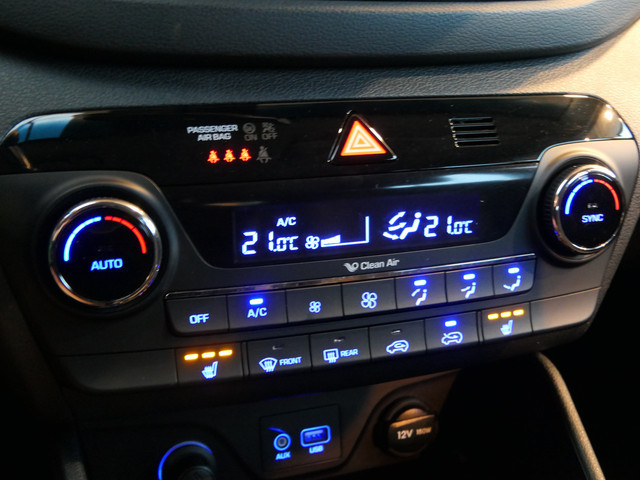 PASSENGER ON OFF
AIR BAG
A/C
21.0°C 21.0°C
Clean Air
AUTO
SYNC
OFF A/C
FRONT REAR
AUX USB
12V 180W